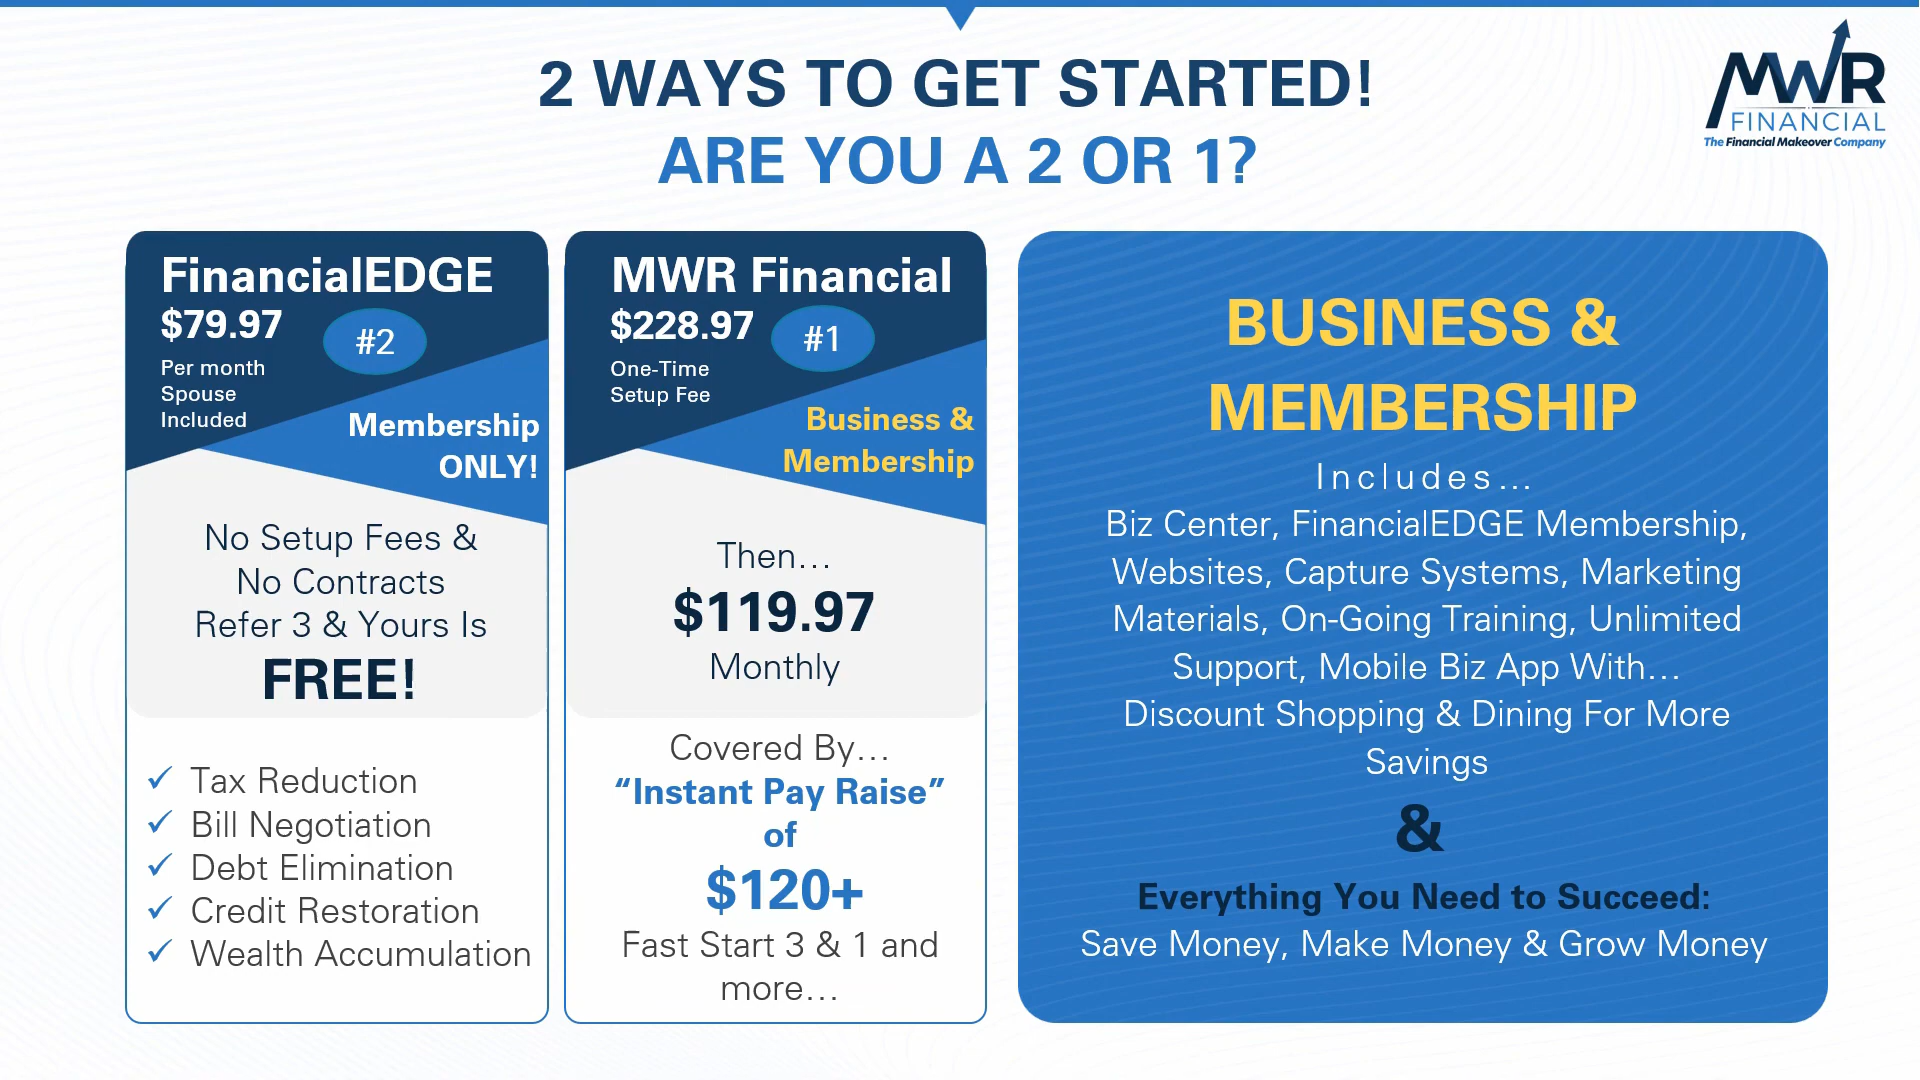 2 WAYS TO GET STARTED!
ARE YOU A 2 OR 1?
MWR
FINANCIAL
The Financial Makeover Company
FinancialEDGE
$79.97
#2
Per month
Spouse
Included
Membership
ONLY!
No Setup Fees &
No Contracts
Refer 3 & Yours Is
FREE!
✓ Tax Reduction
✓ Bill Negotiation
✓ Debt Elimination
✓ Credit Restoration
✓ Wealth Accumulation
MWR Financial
$228.97
#1
One-Time
Setup Fee
Business &
Membership
Then…
$119.97
Monthly
Covered By…
“Instant Pay Raise”
of
$120+
Fast Start 3 & 1 and
more…
BUSINESS &
MEMBERSHIP
Includes…
Biz Center, FinancialEDGE Membership,
Websites, Capture Systems, Marketing
Materials, On-Going Training, Unlimited
Support, Mobile Biz App With…
Discount Shopping & Dining For More
Savings
&
Everything You Need to Succeed:
Save Money, Make Money & Grow Money